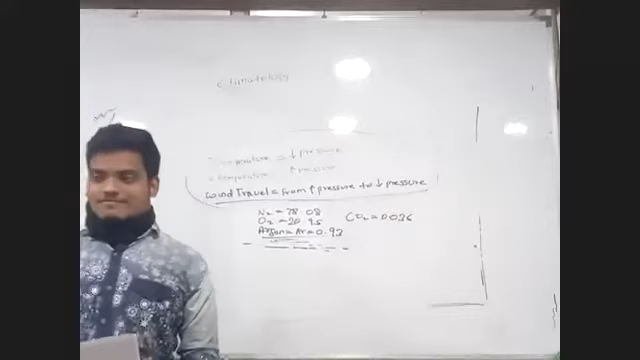 Climatology
Temperature = ↓ pressure
Temperature ↑ pressure
Wind Travel = From ↑ pressure to ↓ pressure
N₂ = 78.08
O₂ = 20.95 CO₂ = 0.036
Argon = Ar = 0.93